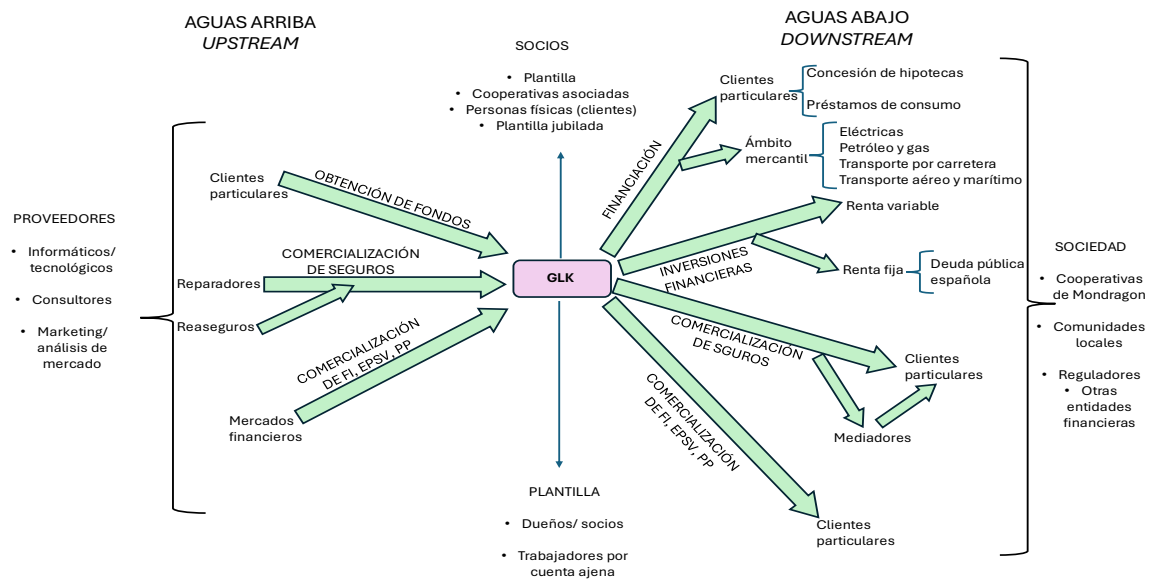 AGUAS ARRIBA
UPSTREAM
AGUAS ABAJO
DOWNSTREAM
PROVEEDORES
• Informáticos/
tecnológicos
• Consultores
• Marketing/
análisis de
mercado
Clientes
particulares
OBTENCIÓN DE FONDOS
Reparadores
COMERCIALIZACIÓN
DE SEGUROS
Reaseguros
Mercados
financieros
COMERCIALIZACIÓN
DE FI, EPSV, PP
SOCIOS
• Plantilla
• Cooperativas asociadas
• Personas físicas (clientes)
• Plantilla jubilada
GLK
PLANTILLA
• Dueños/ socios
• Trabajadores por
cuenta ajena
FINANCIACIÓN
Clientes
particulares
Concesión de hipotecas
Préstamos de consumo
Ámbito
mercantil
Eléctricas
Petróleo y gas
Transporte por carretera
Transporte aéreo y marítimo
INVERSIONES
FINANCIERAS
Renta variable
Renta fija
Deuda pública
española
COMERCIALIZACIÓN
DE SGUROS
Clientes
particulares
Mediadores
COMERCIALIZACIÓN
DE FI, EPSV, PP
Clientes
particulares
SOCIEDAD
• Cooperativas
de Mondragon
• Comunidades
locales
• Reguladores
• Otras
entidades
financieras